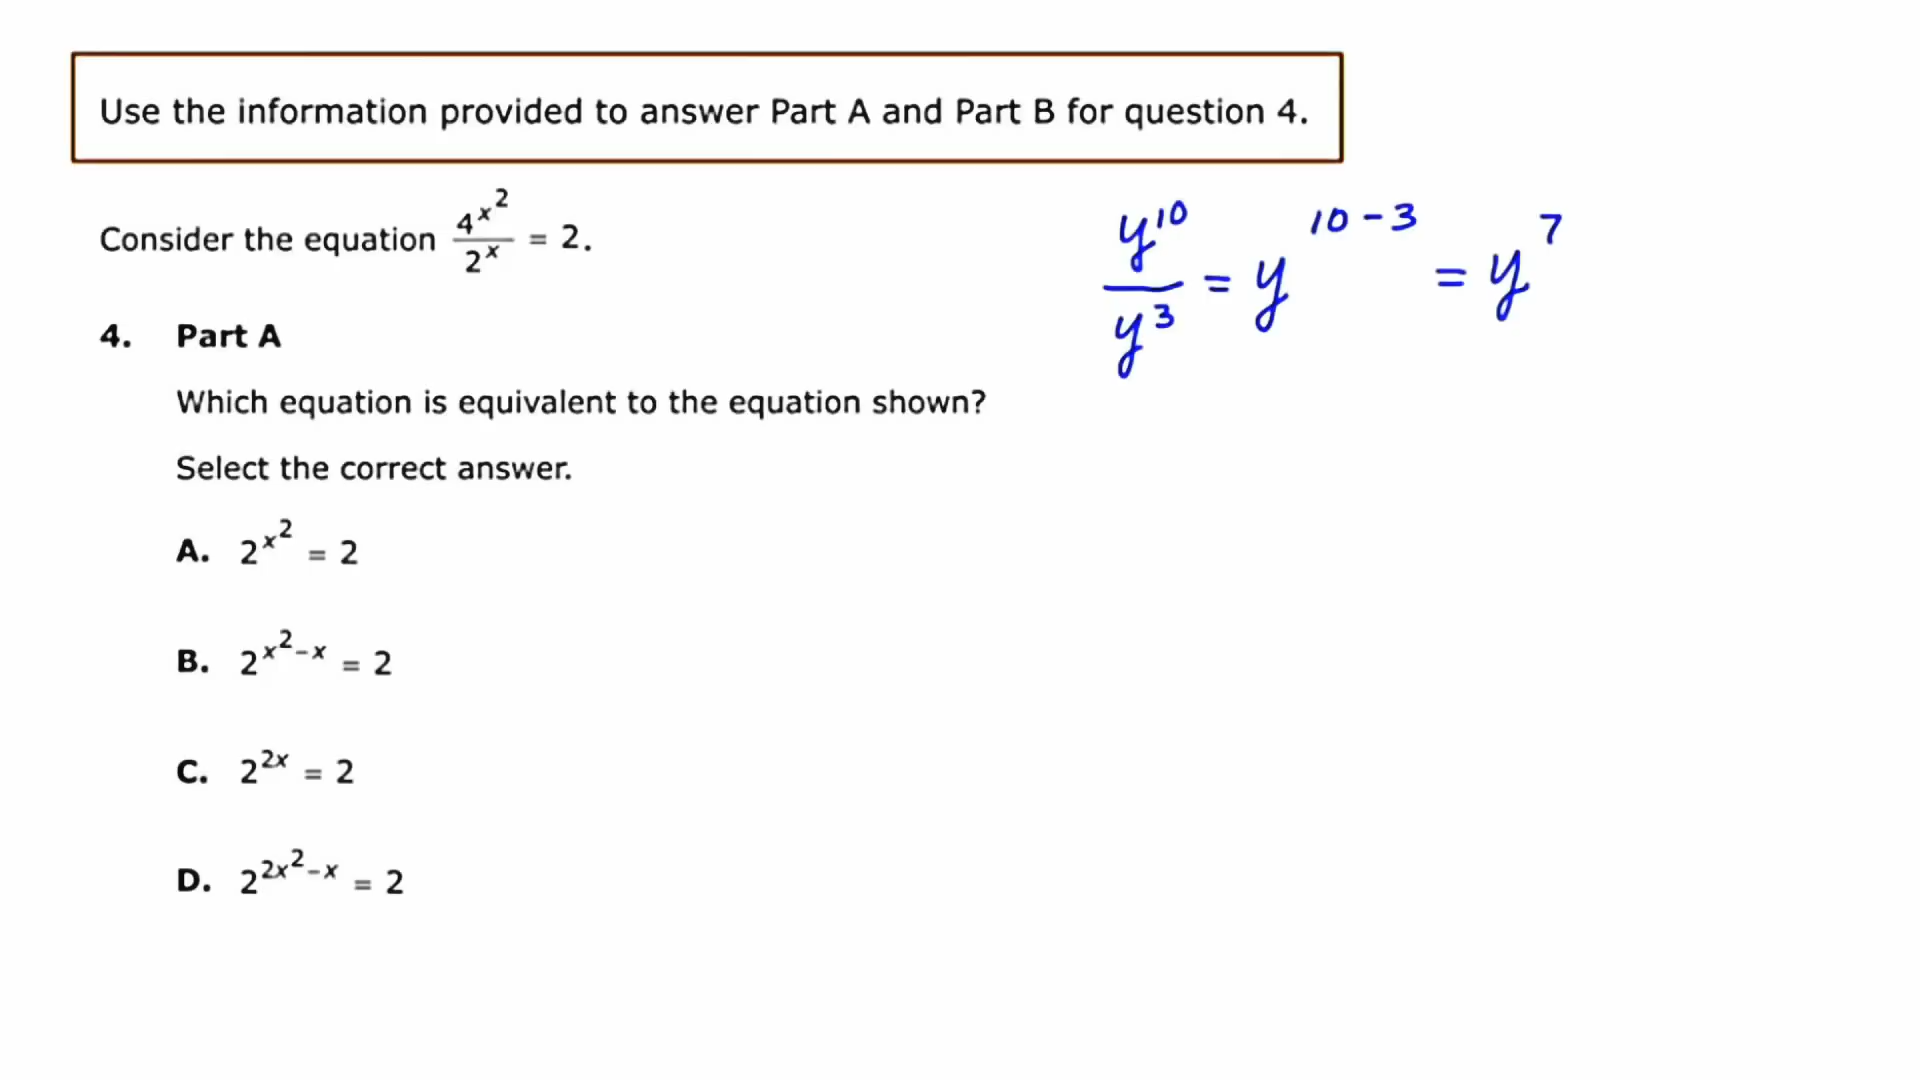 Use the information provided to answer Part A and Part B for question 4.
Consider the equation 4^x^2 / 2^x = 2.
y^10 / y^3 = y^10-3 = y^7
4. Part A
Which equation is equivalent to the equation shown?
Select the correct answer.
A. 2^x^2 = 2
B. 2^x^2-x = 2
C. 2^2x = 2
D. 2^2x^2-x = 2